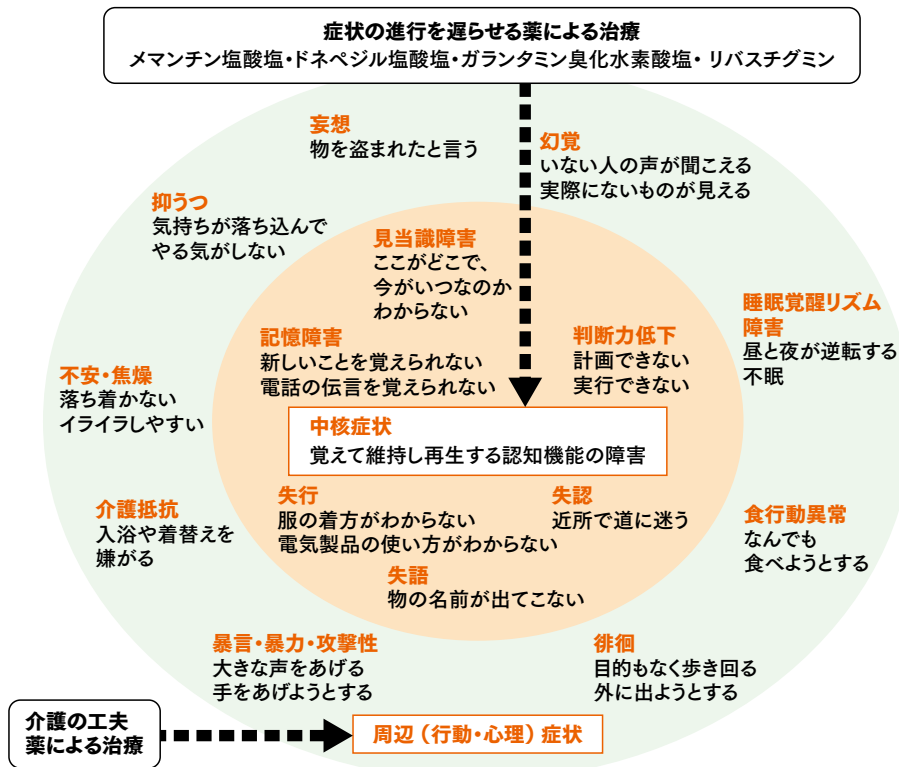 症状の進行を遅らせる薬による治療
メマンチン塩酸塩・ドネペジル塩酸塩・ガランタミン臭化水素酸塩・リバスチグミン
妄想
物を盗まれたと言う
幻覚
いない人の声が聞こえる
実際にないものが見える
抑うつ
気持ちが落ち込んで
やる気がしない
見当識障害
ここがどこで、
今がいつなのか
わからない
睡眠覚醒リズム
障害
昼と夜が逆転する
不眠
記憶障害
新しいことを覚えられない
電話の伝言を覚えられない
判断力低下
計画できない
実行できない
不安・焦燥
落ち着かない
イライラしやすい
中核症状
覚えて維持し再生する認知機能の障害
失行
服の着方がわからない
電気製品の使い方がわからない
失認
近所で道に迷う
介護抵抗
入浴や着替えを
嫌がる
食行動異常
なんでも
食べようとする
失語
物の名前が出てこない
暴言・暴力・攻撃性
大きな声をあげる
手をあげようとする
徘徊
目的もなく歩き回る
外に出ようとする
介護の工夫
薬による治療
周辺（行動・心理）症状